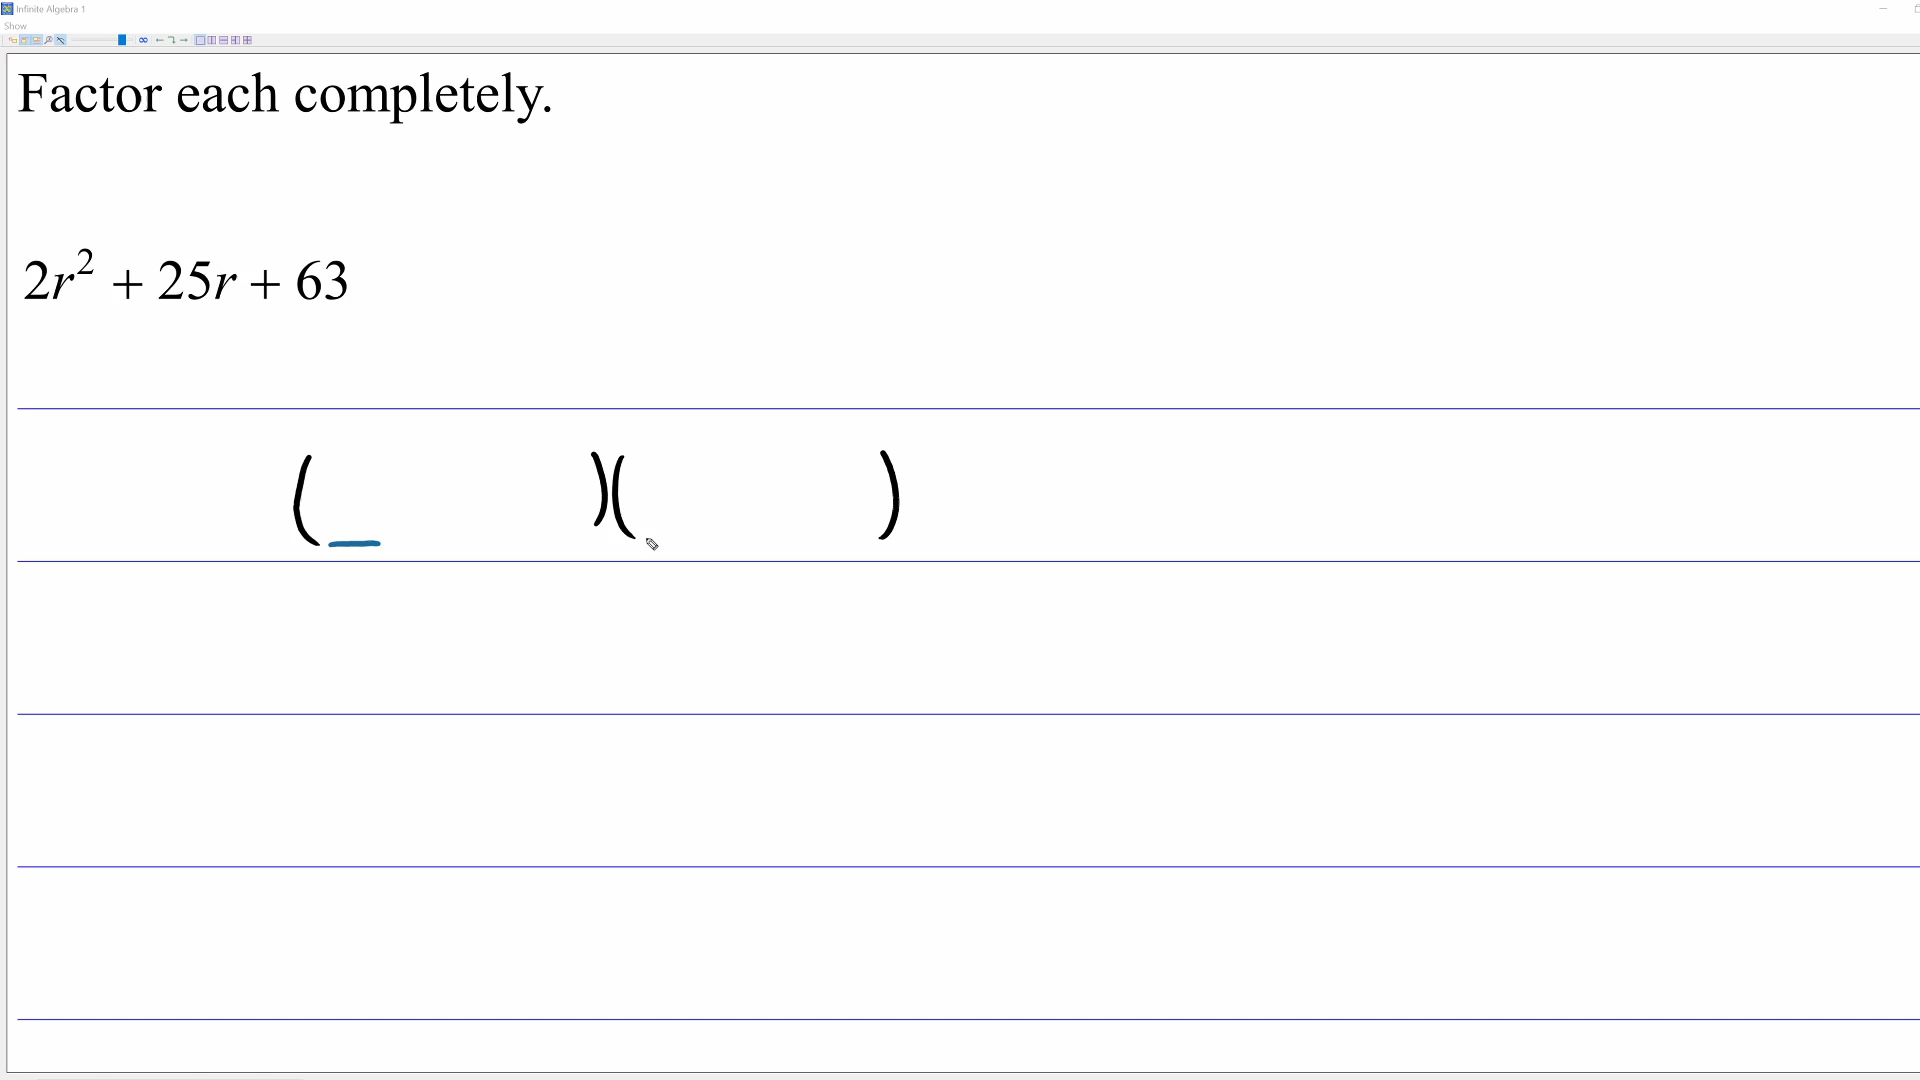 Infinite Algebra 1
Show
Factor each completely.
2r² + 25r + 63
(_ )( )